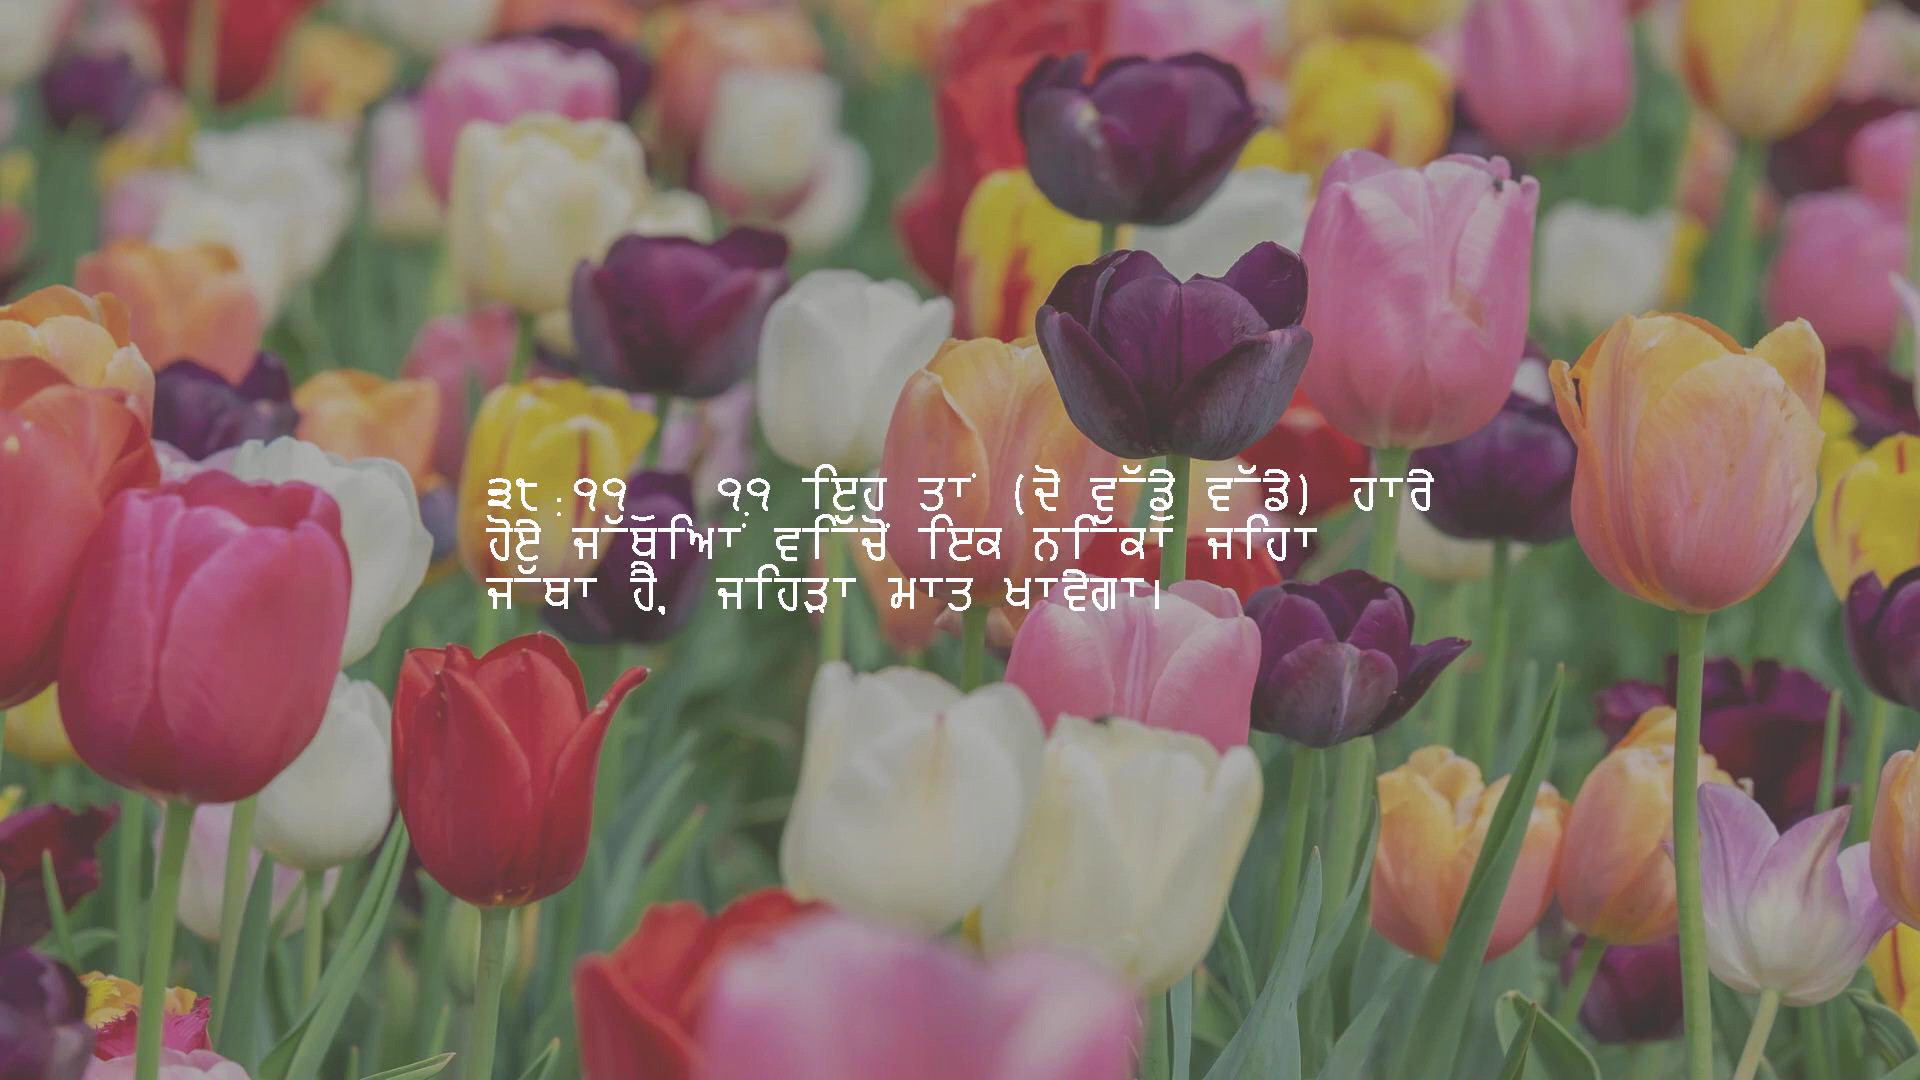 ੩੮:੧੧ ੧੧ ਇਹ ਤਾਂ (ਦੋ ਵੱਡੇ ਵੱਡੇ) ਹਾਰੇ
ਹੋਏ ਜੱਥਿਆਂ ਵਿੱਚੋਂ ਇਕ ਨਿੱਕਾ ਜਿਹਾ
ਜੱਥਾ ਹੈ, ਜਿਹੜਾ ਮਾਤ ਖਾਵੇਗਾ।